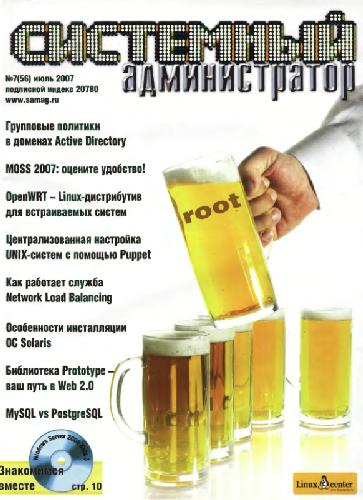 системный
администратор
№7(56) июль 2007
подписной индекс 20780
www.samag.ru
Групповые политики
в доменах Active Directory
MOSS 2007: оцените удобство!
OpenWRT – Linux-дистрибутив
для встраиваемых систем
Централизованная настройка
UNIX-систем с помощью Puppet
Как работает служба
Network Load Balancing
Особенности инсталляции
ОС Solaris
Библиотека Prototype –
ваш путь в Web 2.0
MySQL vs PostgreSQL
root
Windows Server
Знакомимся
вместе стр. 10
Linux center